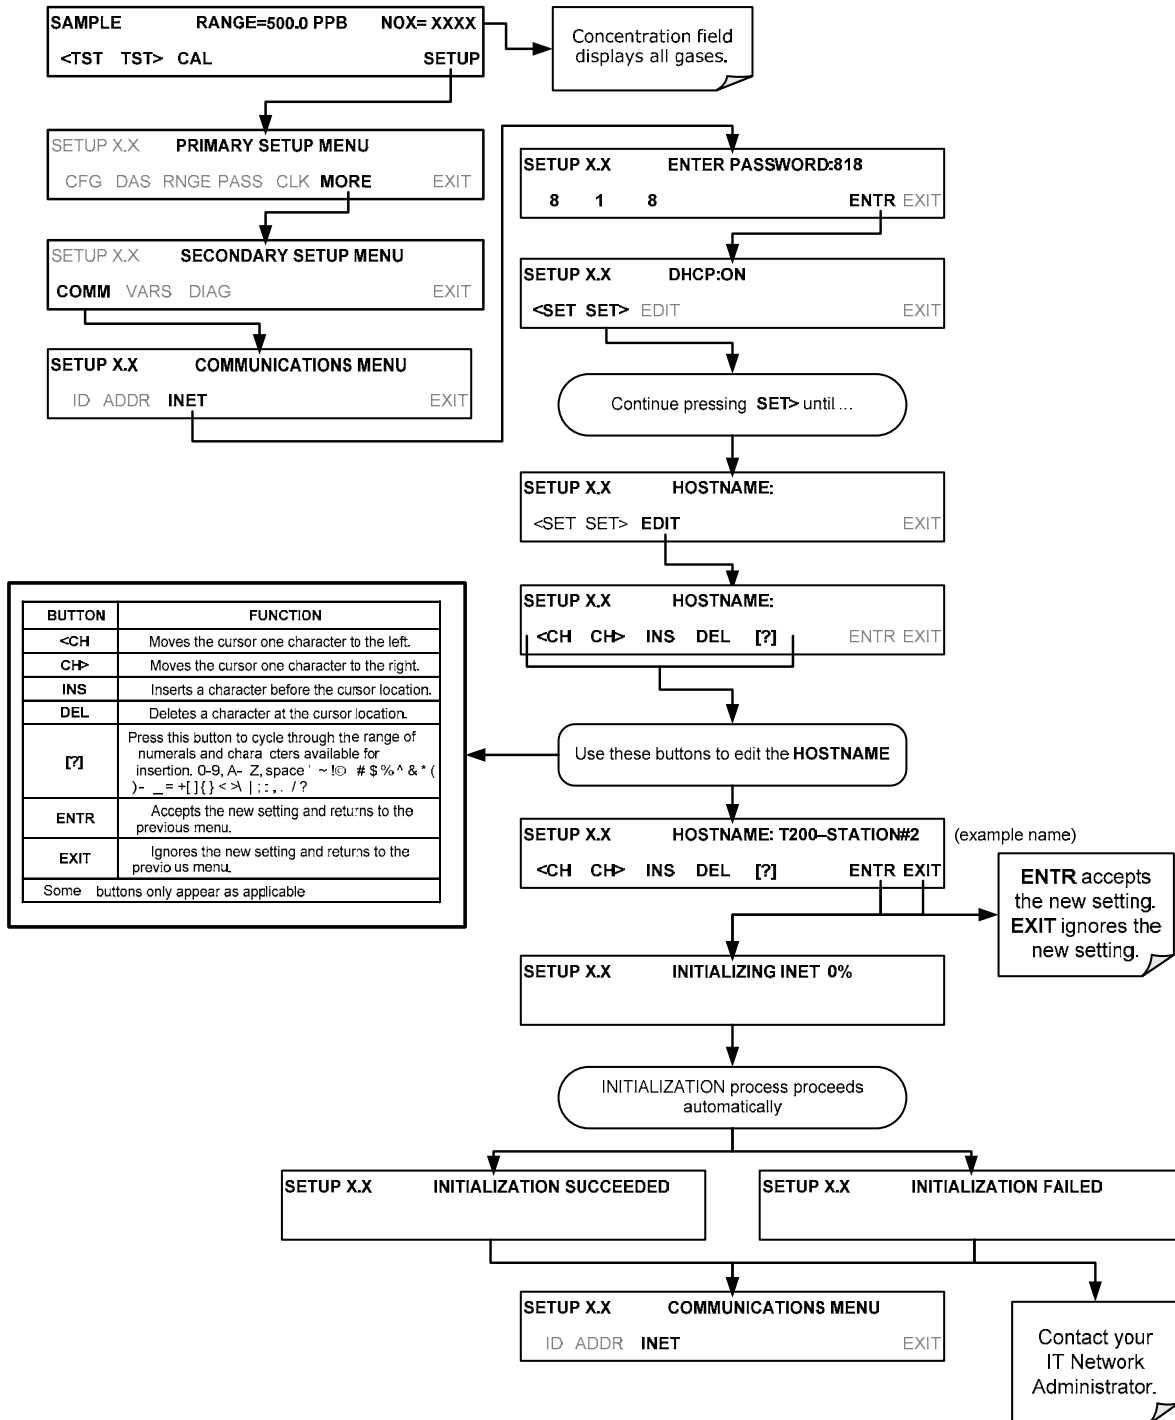 SAMPLE RANGE=500.0 PPB NOX= XXXX
<TST TST> CAL SETUP
Concentration field
displays all gases.
SETUP X.X PRIMARY SETUP MENU
CFG DAS RNGE PASS CLK MORE EXIT
SETUP X.X SECONDARY SETUP MENU
COMM VARS DIAG EXIT
SETUP X.X COMMUNICATIONS MENU
ID ADDR INET EXIT
SETUP X.X ENTER PASSWORD:818
8 1 8 ENTR EXIT
SETUP X.X DHCP:ON
<SET SET> EDIT EXIT
Continue pressing SET> until ...
SETUP X.X HOSTNAME:
<SET SET> EDIT EXIT
SETUP X.X HOSTNAME:
<CH CH> INS DEL [?] ENTR EXIT
Use these buttons to edit the HOSTNAME
BUTTON FUNCTION
<CH Moves the cursor one character to the left.
CH> Moves the cursor one character to the right.
INS Inserts a character before the cursor location.
DEL Deletes a character at the cursor location.
[?] Press this button to cycle through the range of
numerals and chara cters available for
insertion. 0-9, A- Z, space ' ~ !© # $ % ^ & * (
)- _ = +[ ]{ } < >\ | ; : , . / ?
ENTR Accepts the new setting and returns to the
previous menu.
EXIT Ignores the new setting and returns to the
previo us menu.
Some buttons only appear as applicable
SETUP X.X HOSTNAME: T200–STATION#2 (example name)
<CH CH> INS DEL [?] ENTR EXIT
ENTR accepts
the new setting.
EXIT ignores the
new setting.
SETUP X.X INITIALIZING INET 0%
INITIALIZATION process proceeds
automatically
SETUP X.X INITIALIZATION SUCCEEDED
SETUP X.X INITIALIZATION FAILED
SETUP X.X COMMUNICATIONS MENU
ID ADDR INET EXIT
Contact your
IT Network
Administrator.